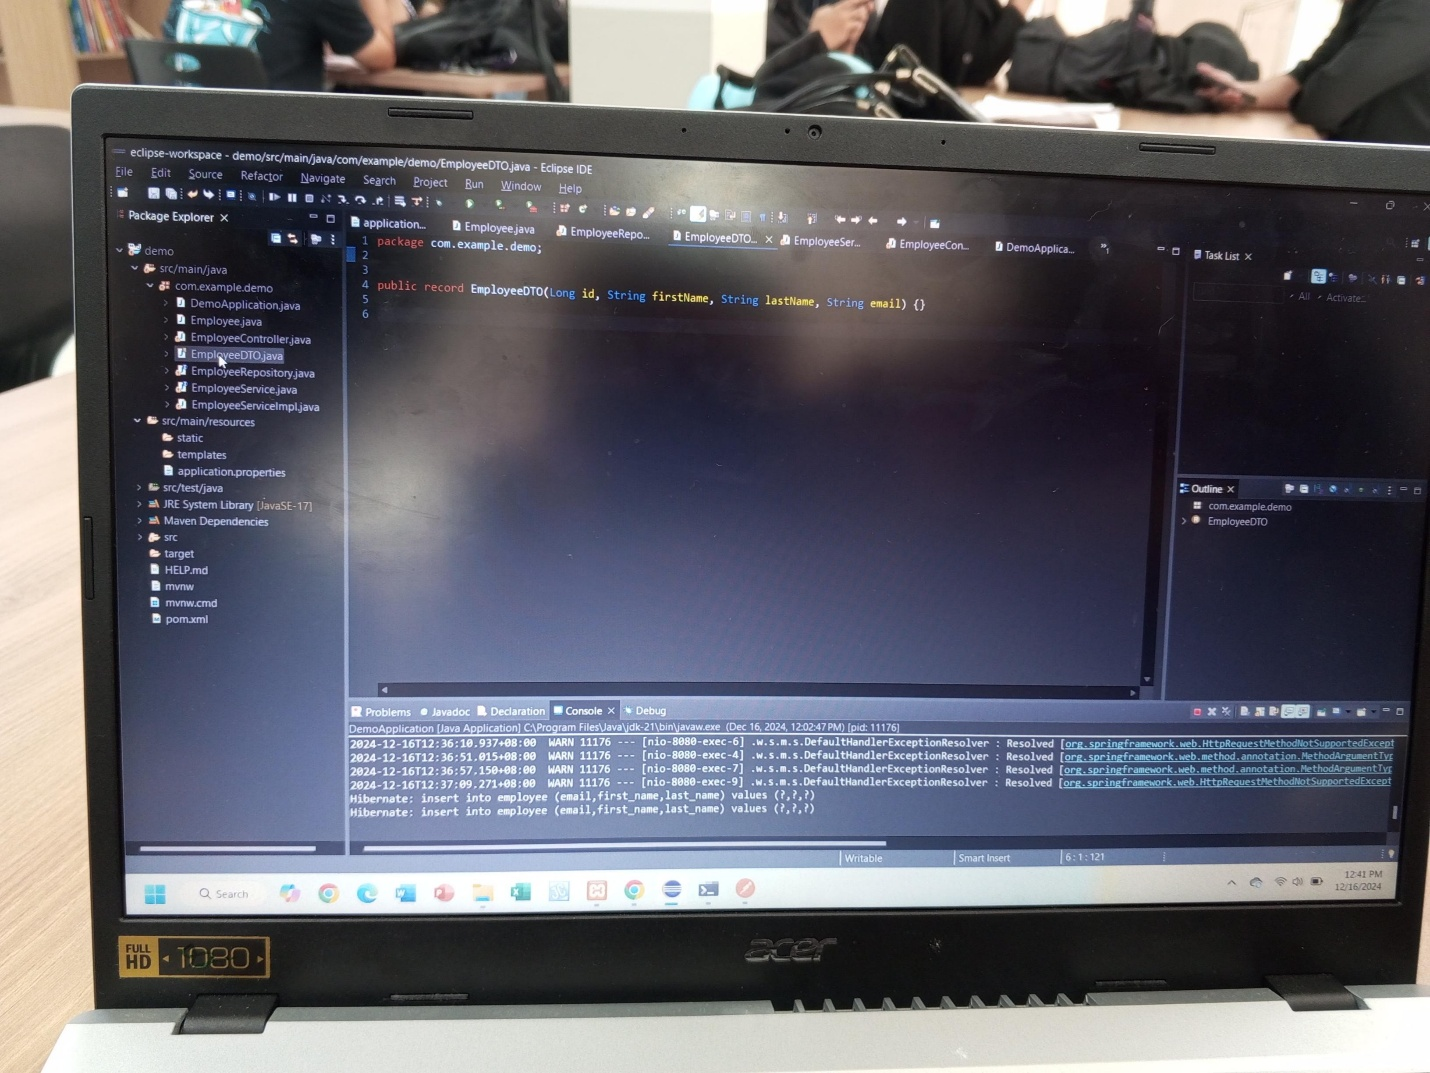 eclipse-workspace - demo/src/main/java/com/example/demo/EmployeeDTO.java - Eclipse IDE
File Edit Source Refactor Navigate Search Project Run Window Help
Package Explorer
demo
src/main/java
com.example.demo
DemoApplication.java
Employee.java
EmployeeController.java
EmployeeDTO.java
EmployeeRepository.java
EmployeeService.java
EmployeeServiceImpl.java
src/main/resources
static
templates
application.properties
src/test/java
JRE System Library [JavaSE-17]
Maven Dependencies
src
target
HELP.md
mvnw
mvnw.cmd
pom.xml
application... Employee.java EmployeeRepo... EmployeeDTO... EmployeeSer... EmployeeCon... DemoApplica... 1
1 package com.example.demo;
2
3
4 public record EmployeeDTO(Long id, String firstName, String lastName, String email) {}
5
6
Task List
All Activate...
Outline
com.example.demo
EmployeeDTO
Problems Javadoc Declaration Console Debug
DemoApplication [Java Application] C:\Program Files\Java\jdk-21\bin\javaw.exe (Dec 16, 2024, 12:02:47 PM) [pid: 11176]
2024-12-16T12:36:10.937+08:00 WARN 11176 --- [nio-8080-exec-6] .w.s.m.s.DefaultHandlerExceptionResolver : Resolved [org.springframework.web.HttpRequestMethodNotSupportedExcept
2024-12-16T12:36:51.015+08:00 WARN 11176 --- [nio-8080-exec-4] .w.s.m.s.DefaultHandlerExceptionResolver : Resolved [org.springframework.web.method.annotation.MethodArgumentTyp
2024-12-16T12:36:57.150+08:00 WARN 11176 --- [nio-8080-exec-7] .w.s.m.s.DefaultHandlerExceptionResolver : Resolved [org.springframework.web.method.annotation.MethodArgumentTyp
2024-12-16T12:37:09.271+08:00 WARN 11176 --- [nio-8080-exec-9] .w.s.m.s.DefaultHandlerExceptionResolver : Resolved [org.springframework.web.HttpRequestMethodNotSupportedExcept
Hibernate: insert into employee (email,first_name,last_name) values (?,?,?)
Hibernate: insert into employee (email,first_name,last_name) values (?,?,?)
Writable Smart Insert 6 : 1 : 121
Search
12:41 PM
12/16/2024
FULL HD 1080
acer